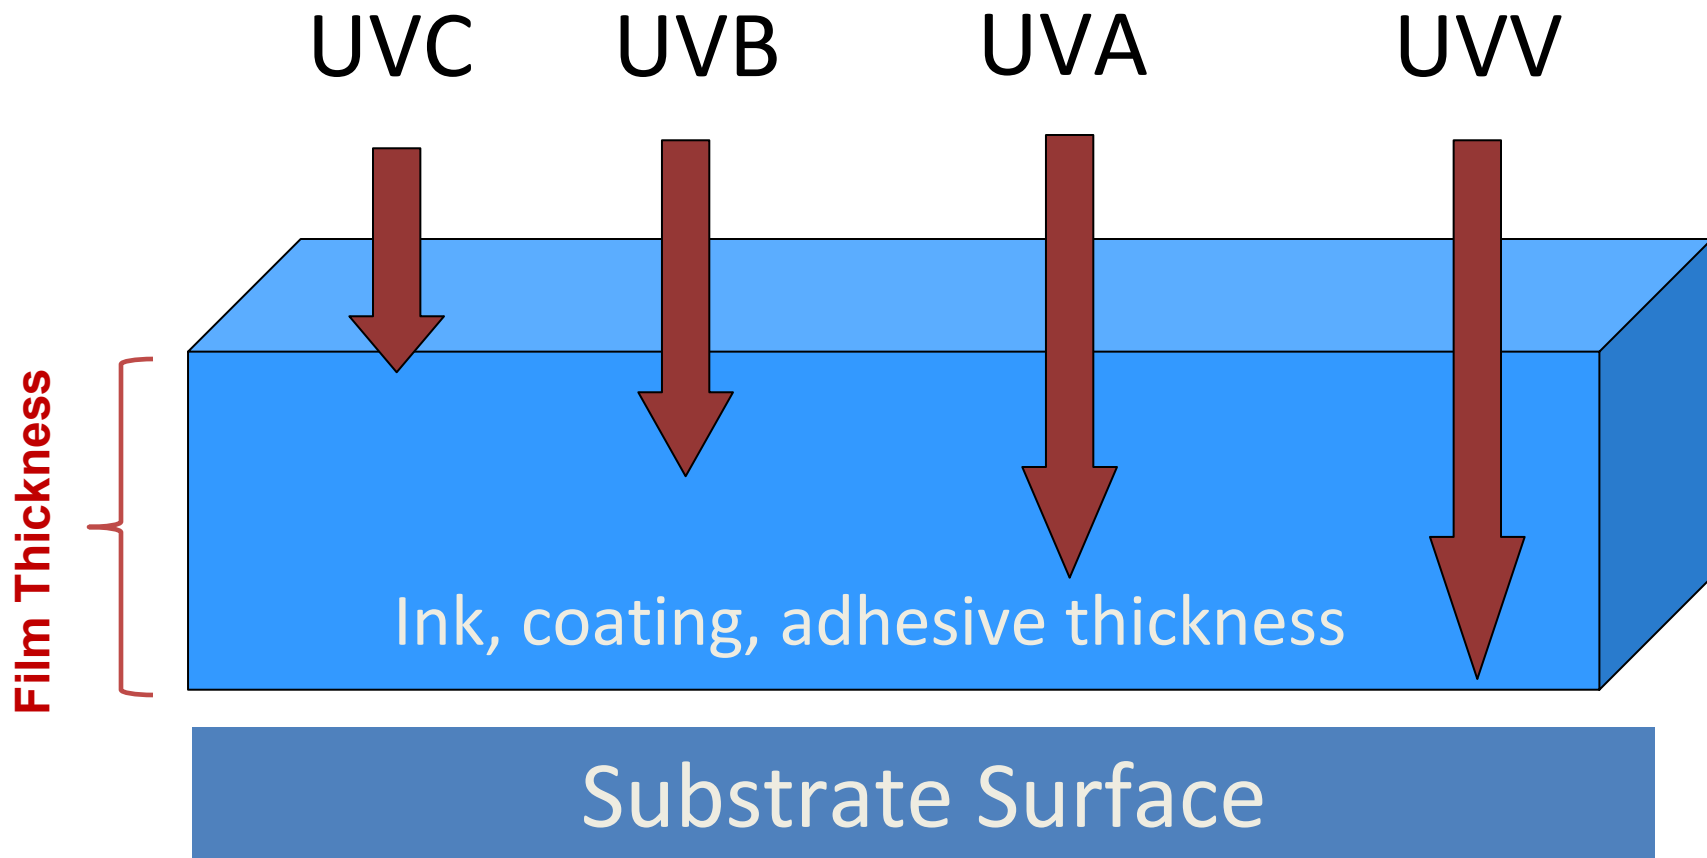 UVC UVB UVA UVV
Film Thickness
Ink, coating, adhesive thickness
Substrate Surface